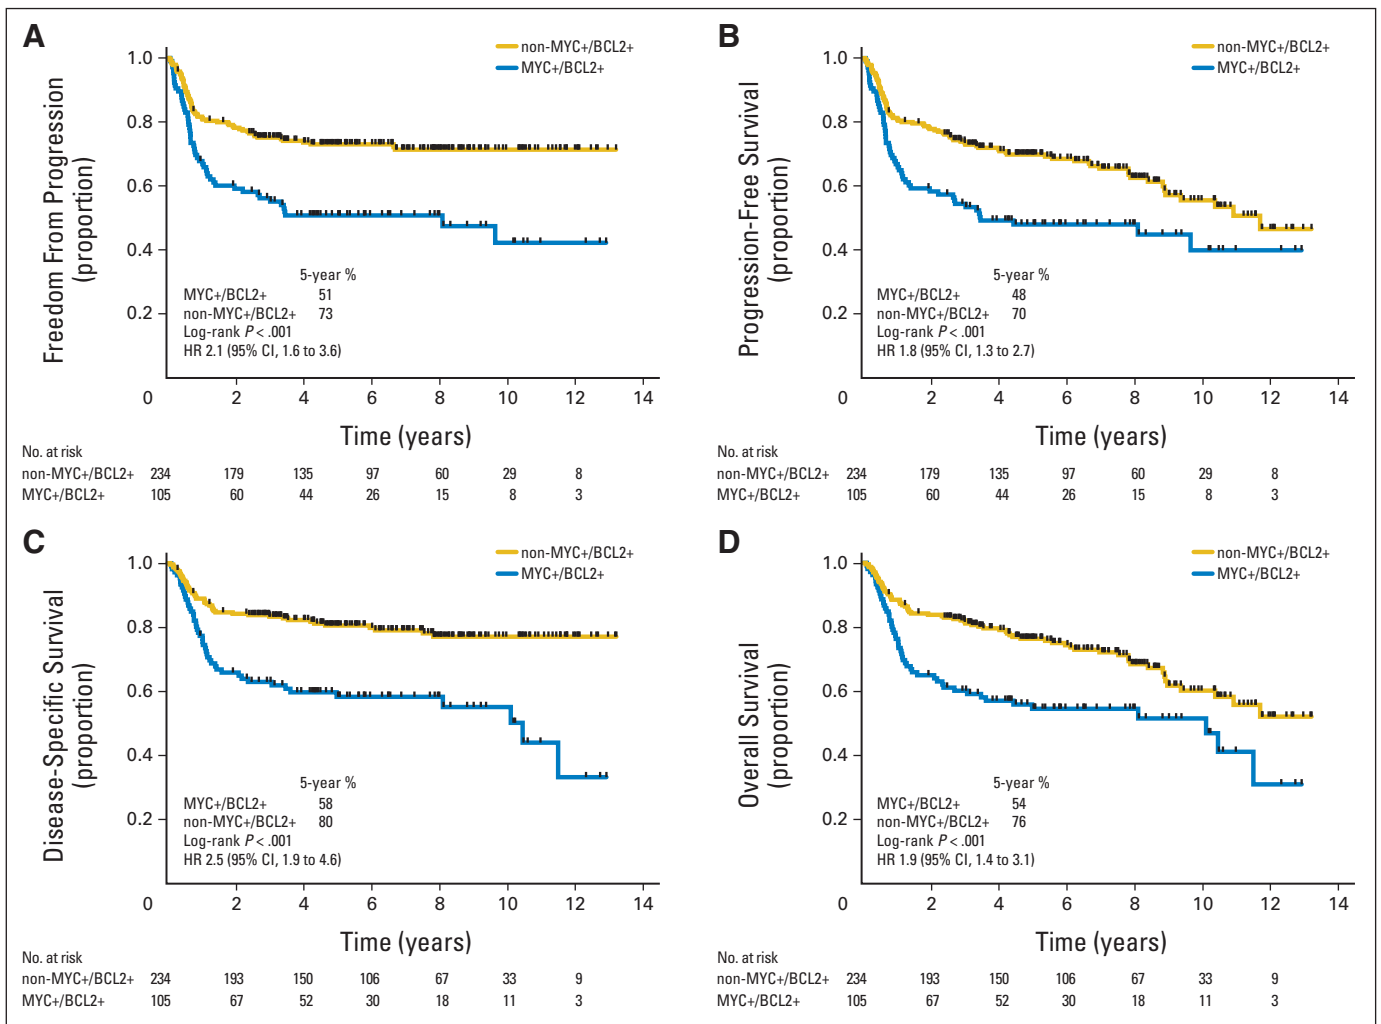 A
non-MYC+/BCL2+
MYC+/BCL2+
Freedom From Progression
(proportion)
1.0
0.8
0.6
0.4
0.2
5-year %
MYC+/BCL2+ 51
non-MYC+/BCL2+ 73
Log-rank P < .001
HR 2.1 (95% CI, 1.6 to 3.6)
0 2 4 6 8 10 12 14
Time (years)
No. at risk
non-MYC+/BCL2+ 234 179 135 97 60 29 8
MYC+/BCL2+ 105 60 44 26 15 8 3
B
non-MYC+/BCL2+
MYC+/BCL2+
Progression-Free Survival
(proportion)
1.0
0.8
0.6
0.4
0.2
5-year %
MYC+/BCL2+ 48
non-MYC+/BCL2+ 70
Log-rank P < .001
HR 1.8 (95% CI, 1.3 to 2.7)
0 2 4 6 8 10 12 14
Time (years)
No. at risk
non-MYC+/BCL2+ 234 179 135 97 60 29 8
MYC+/BCL2+ 105 60 44 26 15 8 3
C
non-MYC+/BCL2+
MYC+/BCL2+
Disease-Specific Survival
(proportion)
1.0
0.8
0.6
0.4
0.2
5-year %
MYC+/BCL2+ 58
non-MYC+/BCL2+ 80
Log-rank P < .001
HR 2.5 (95% CI, 1.9 to 4.6)
0 2 4 6 8 10 12 14
Time (years)
No. at risk
non-MYC+/BCL2+ 234 193 150 106 67 33 9
MYC+/BCL2+ 105 67 52 30 18 11 3
D
non-MYC+/BCL2+
MYC+/BCL2+
Overall Survival
(proportion)
1.0
0.8
0.6
0.4
0.2
5-year %
MYC+/BCL2+ 54
non-MYC+/BCL2+ 76
Log-rank P < .001
HR 1.9 (95% CI, 1.4 to 3.1)
0 2 4 6 8 10 12 14
Time (years)
No. at risk
non-MYC+/BCL2+ 234 193 150 106 67 33 9
MYC+/BCL2+ 105 67 52 30 18 11 3